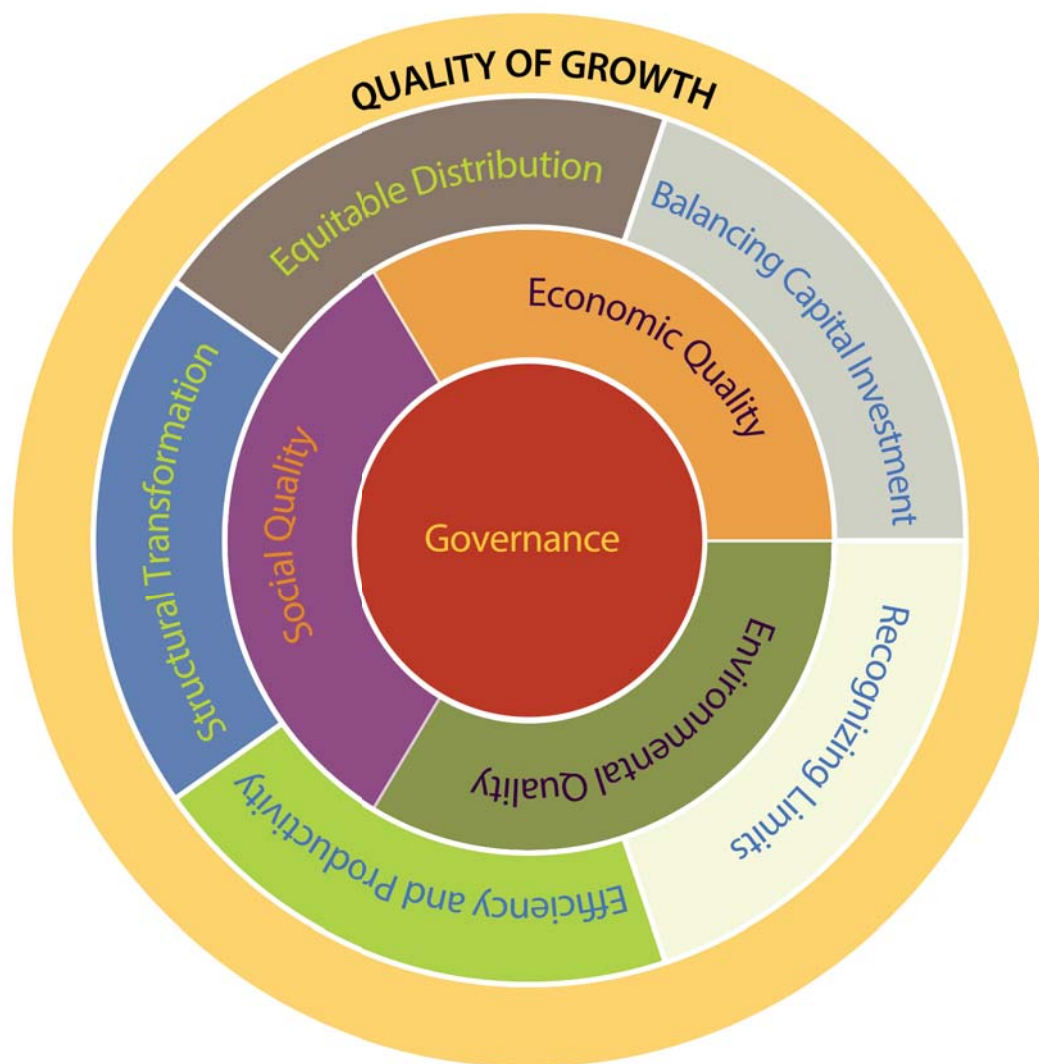 QUALITY OF GROWTH
Equitable Distribution
Balancing Capital Investment
Economic Quality
Structural Transformation
Social Quality
Governance
Environmental Quality
Recognizing Limits
Efficiency and Productivity